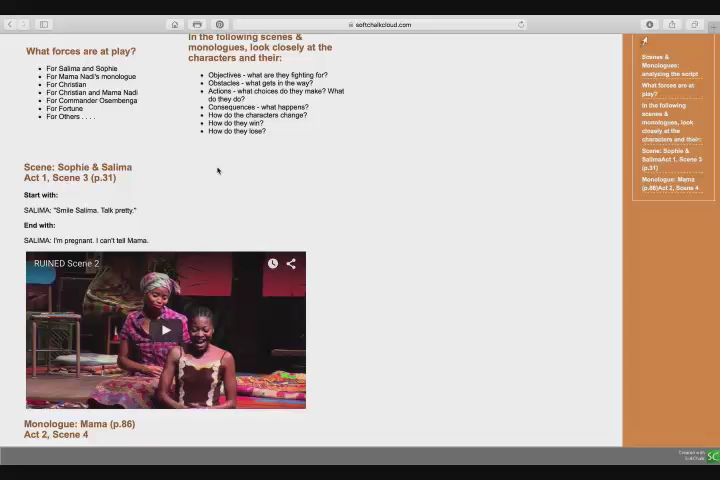 softchalkcloud.com
What forces are at play?
For Salima and Sophie
For Mama Nadi's monologue
For Christian
For Christian and Mama Nadi
For Commander Osembenga
For Fortune
For Others . . . .
In the following scenes &
monologues, look closely at the
characters and their:
Objectives - what are they fighting for?
Obstacles - what gets in the way?
Actions - what choices do they make? What
do they do?
Consequences - what happens?
How do the characters change?
How do they win?
How do they lose?
Scene: Sophie & Salima
Act 1, Scene 3 (p.31)
Start with:
SALIMA: "Smile Salima. Talk pretty."
End with:
SALIMA: I'm pregnant. I can't tell Mama.
RUINED Scene 2
Monologue: Mama (p.86)
Act 2, Scene 4
Scenes &
Monologues:
analyzing the script
What forces are at
play?
In the following
scenes &
monologues, look
closely at the
characters and their:
Scene: Sophie &
SalimaAct 1, Scene 3
(p.31)
Monologue: Mama
(p.86)Act 2, Scene 4
Created with
SoftChalk
SC